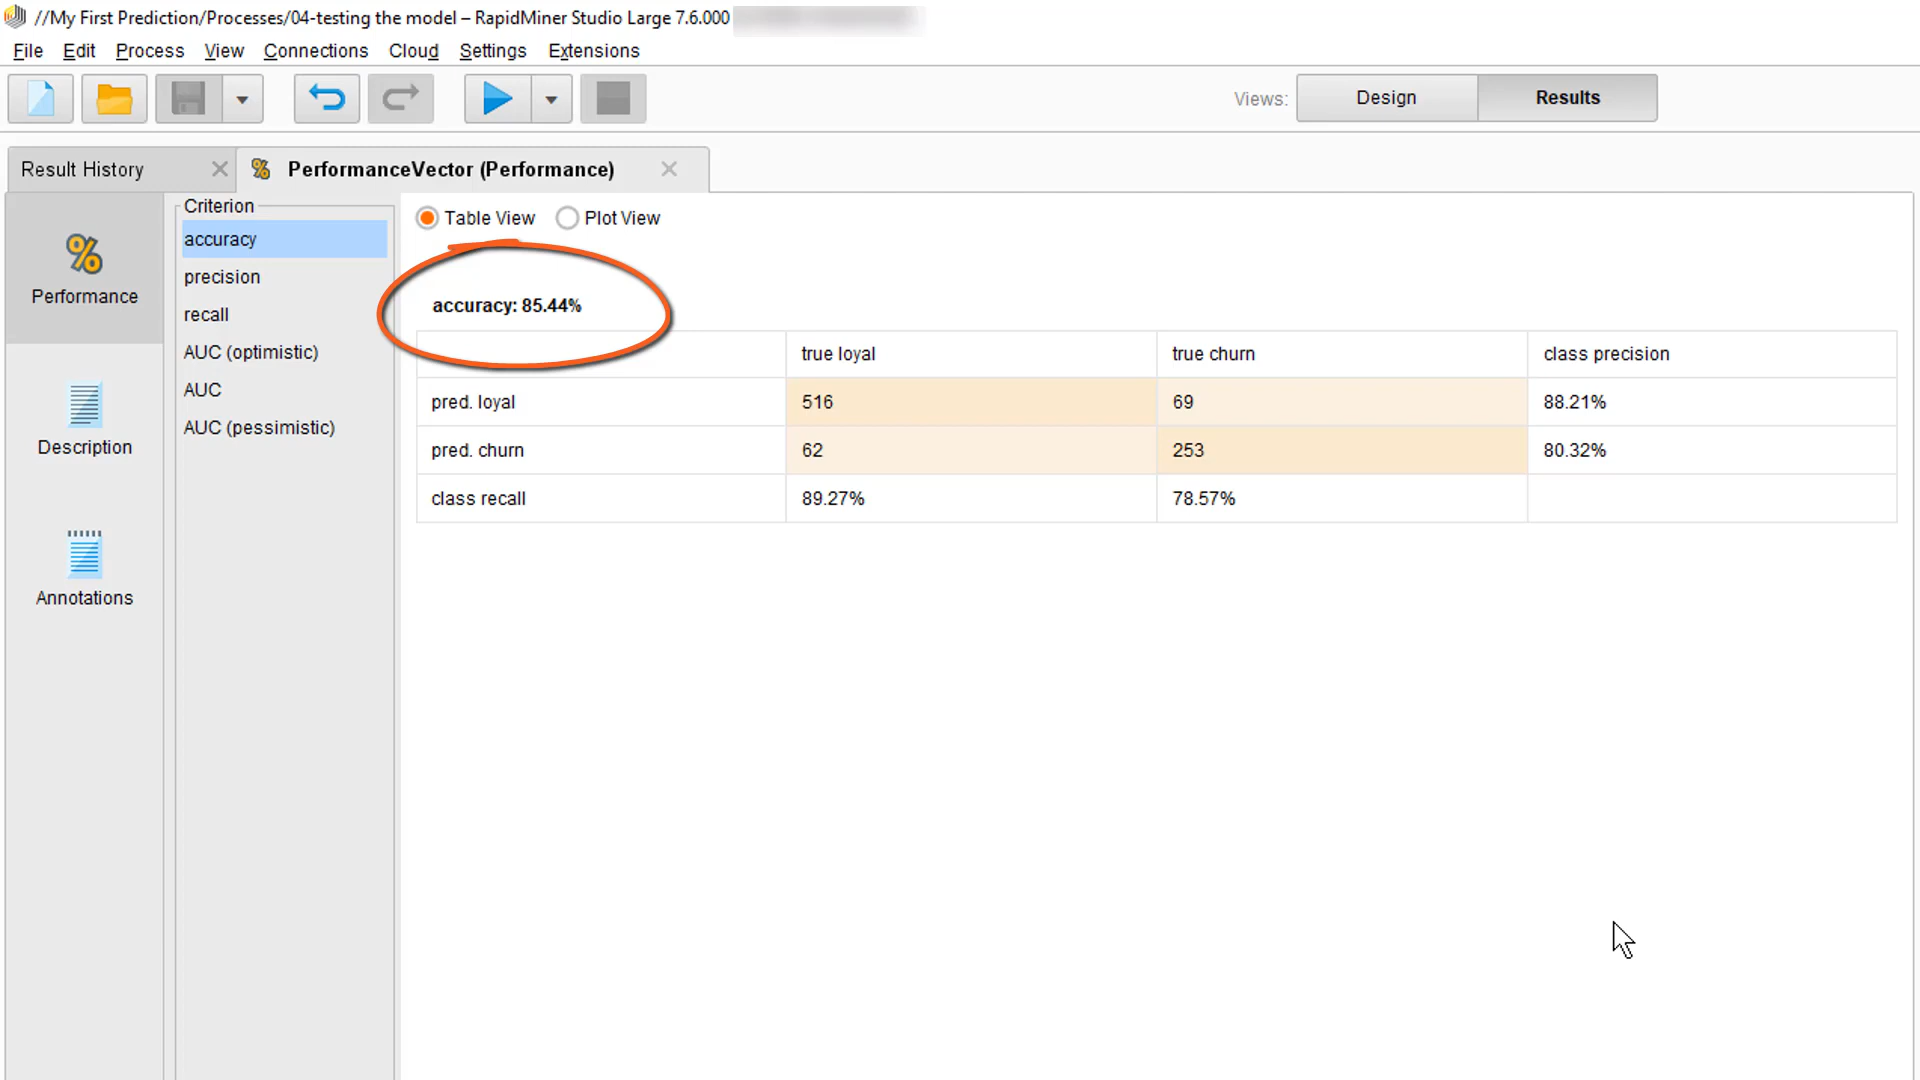 //My First Prediction/Processes/04-testing the model – RapidMiner Studio Large 7.6.000
File Edit Process View Connections Cloud Settings Extensions
Views: Design Results
Result History PerformanceVector (Performance)
Performance
Description
Annotations
Criterion
accuracy
precision
recall
AUC (optimistic)
AUC
AUC (pessimistic)
Table View Plot View
accuracy: 85.44%
true loyal true churn class precision
pred. loyal 516 69 88.21%
pred. churn 62 253 80.32%
class recall 89.27% 78.57%